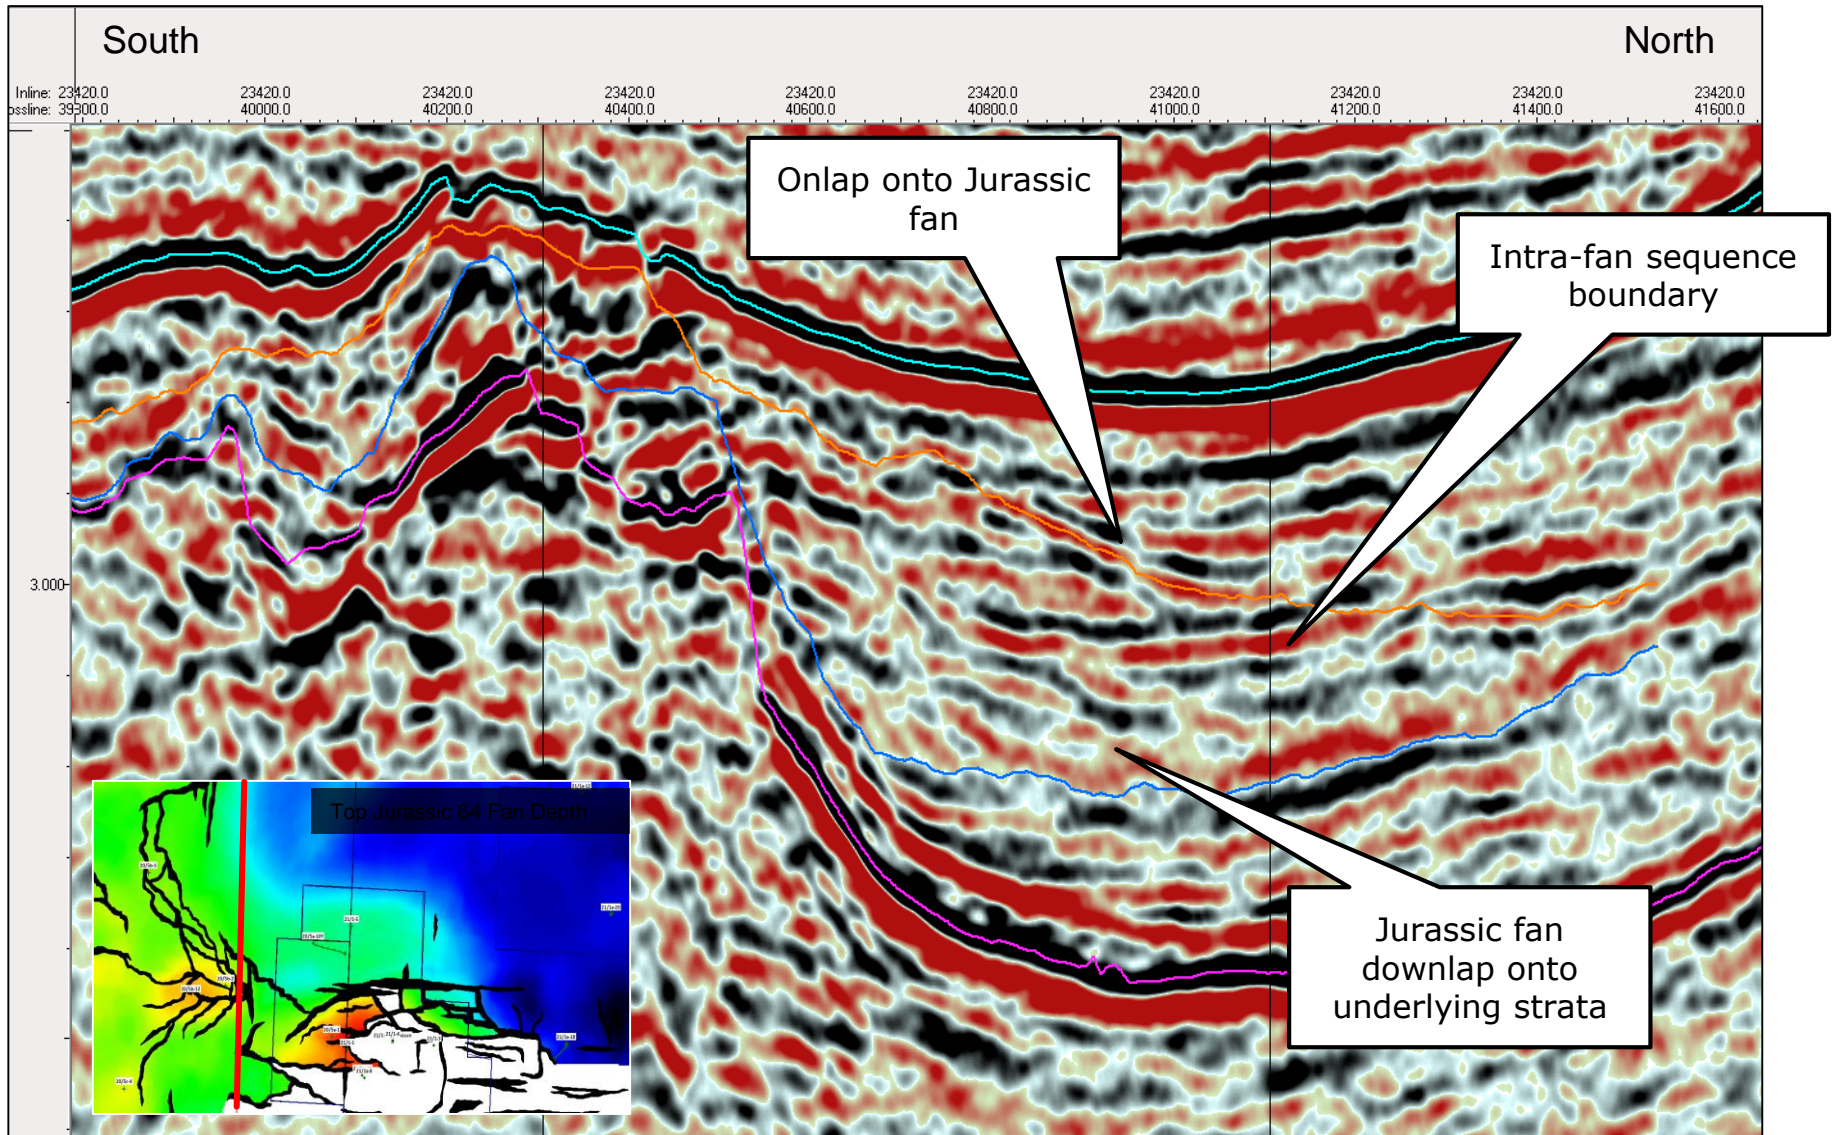 South
North
Inline: 23420.0 23420.0 23420.0 23420.0 23420.0 23420.0 23420.0 23420.0 23420.0 23420.0
ossline: 39800.0 40000.0 40200.0 40400.0 40600.0 40800.0 41000.0 41200.0 41400.0 41600.0
Onlap onto Jurassic
fan
Intra-fan sequence
boundary
3.000
Top Jurassic 64 Fan Depth
Jurassic fan
downlap onto
underlying strata